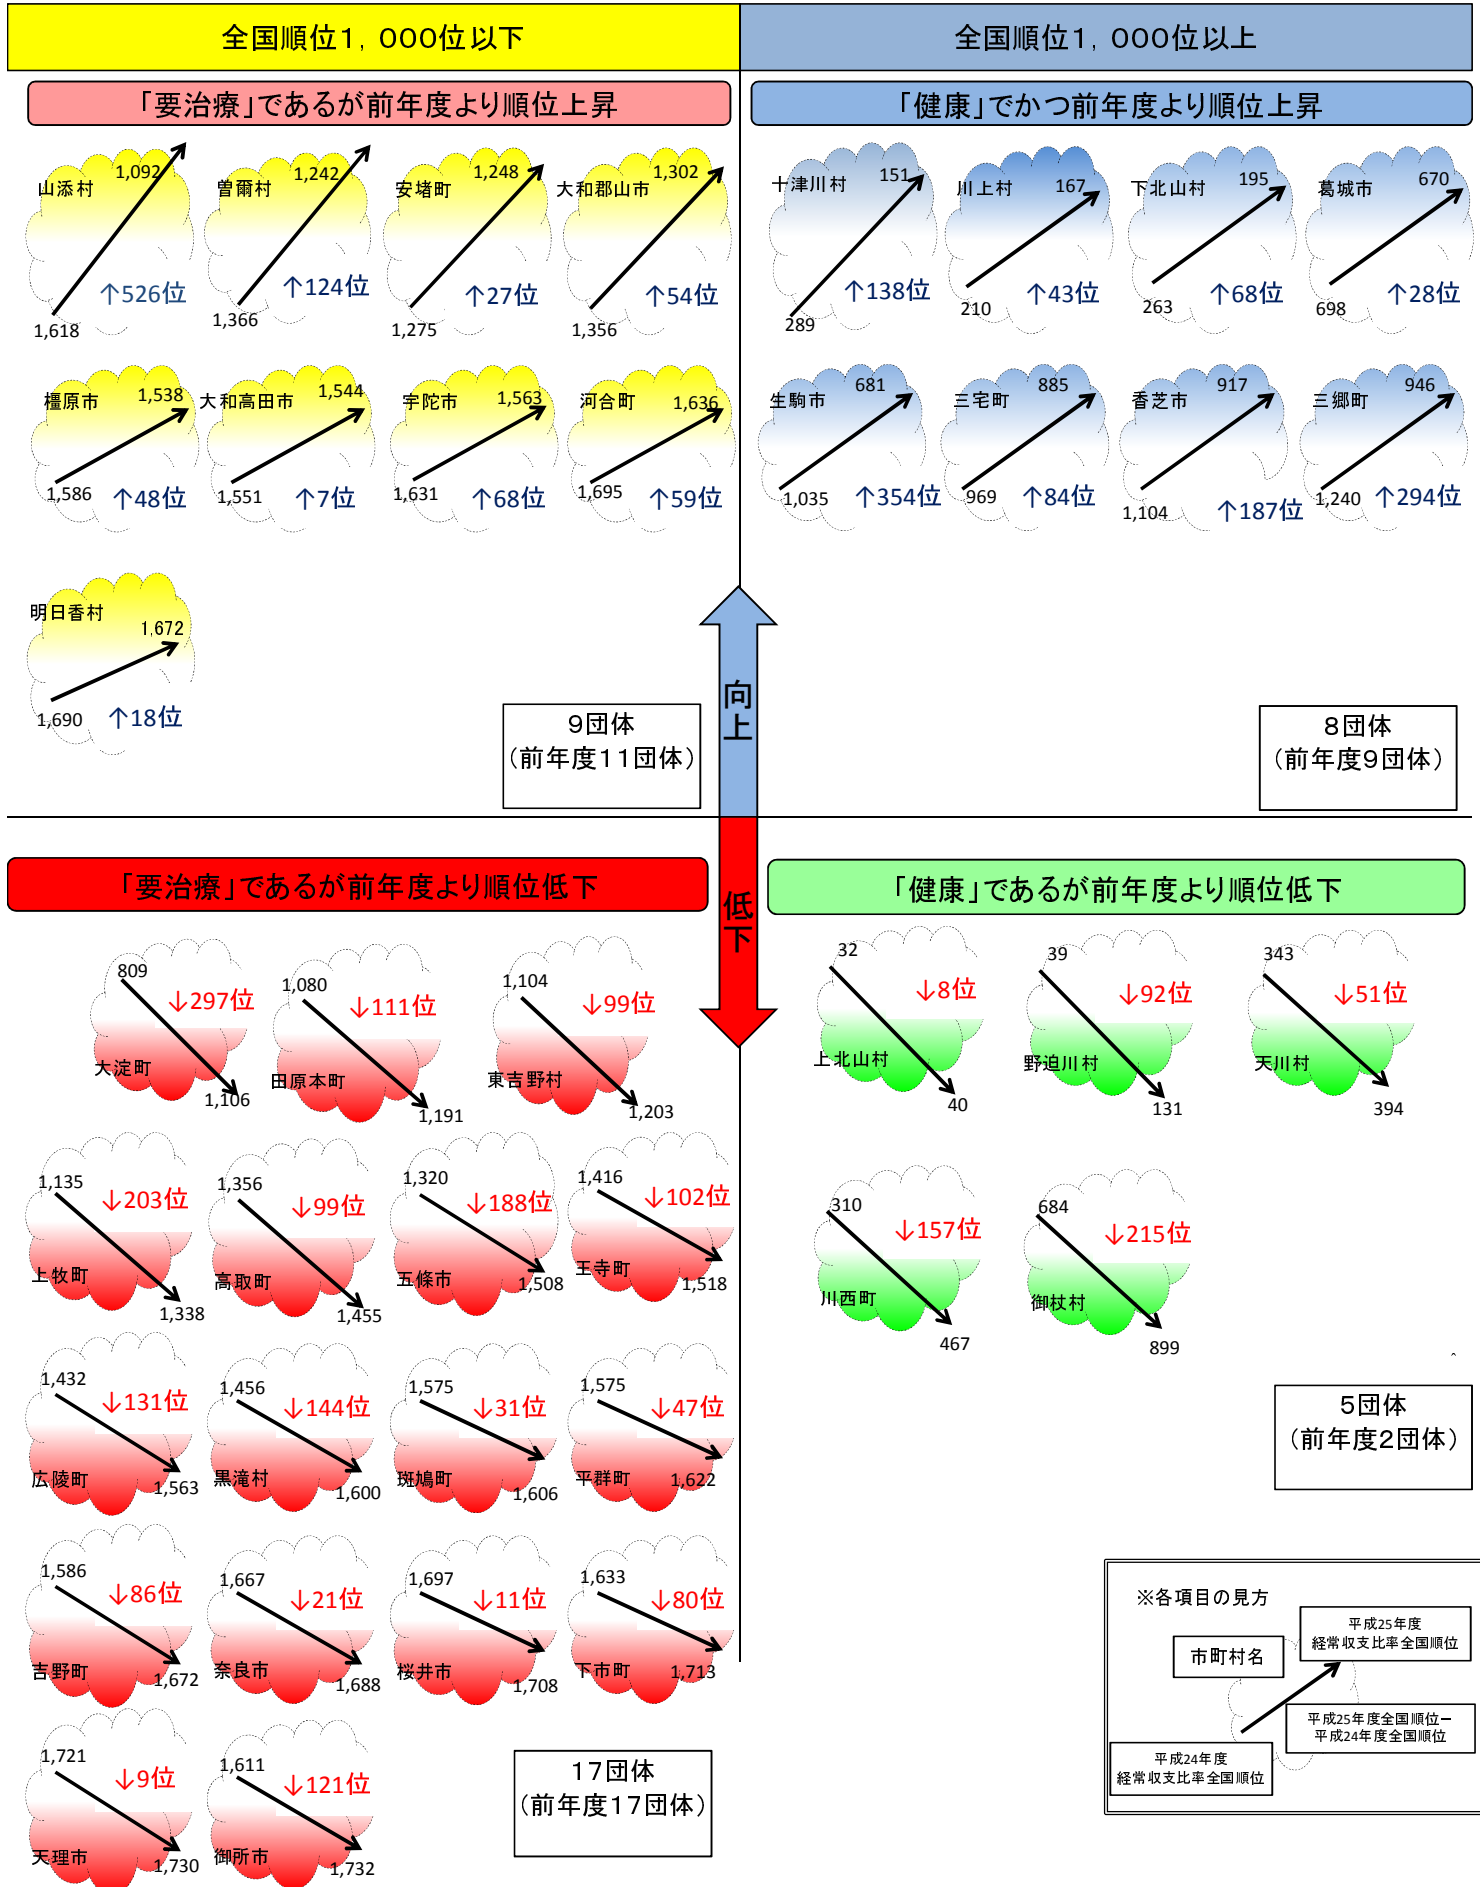 全国順位１，０００位以下
全国順位１，０００位以上
「要治療」であるが前年度より順位上昇
「健康」でかつ前年度より順位上昇
山添村
1,092
↑526位
1,618
曽爾村
1,242
↑124位
1,366
安堵町
1,248
↑27位
1,275
大和郡山市
1,302
↑54位
1,356
十津川村
151
↑138位
289
川上村
167
↑43位
210
下北山村
195
↑68位
263
葛城市
670
↑28位
698
橿原市
1,538
↑48位
1,586
大和高田市
1,544
↑7位
1,551
宇陀市
1,563
↑68位
1,631
河合町
1,636
↑59位
1,695
生駒市
681
↑354位
1,035
三宅町
885
↑84位
969
香芝市
917
↑187位
1,104
三郷町
946
↑294位
1,240
明日香村
1,672
↑18位
1,690
９団体
（前年度１１団体）
向上
８団体
（前年度９団体）
「要治療」であるが前年度より順位低下
低下
「健康」であるが前年度より順位低下
809
↓297位
大淀町
1,106
1,080
↓111位
田原本町
1,191
1,104
↓99位
東吉野村
1,203
32
↓8位
上北山村
40
39
↓92位
野迫川村
131
343
↓51位
天川村
394
1,135
↓203位
上牧町
1,338
1,356
↓99位
高取町
1,455
1,320
↓188位
五條市
1,508
1,416
↓102位
王寺町
1,518
310
↓157位
川西町
467
684
↓215位
御杖村
899
1,432
↓131位
広陵町
1,563
1,456
↓144位
黒滝村
1,600
1,575
↓31位
斑鳩町
1,606
1,575
↓47位
平群町
1,622
５団体
（前年度２団体）
1,586
↓86位
吉野町
1,672
1,667
↓21位
奈良市
1,688
1,697
↓11位
桜井市
1,708
1,633
↓80位
下市町
1,713
1,721
↓9位
天理市
1,730
1,611
↓121位
御所市
1,732
１７団体
（前年度１７団体）
※各項目の見方
市町村名
平成25年度
経常収支比率全国順位
平成25年度全国順位ー
平成24年度全国順位
平成24年度
経常収支比率全国順位